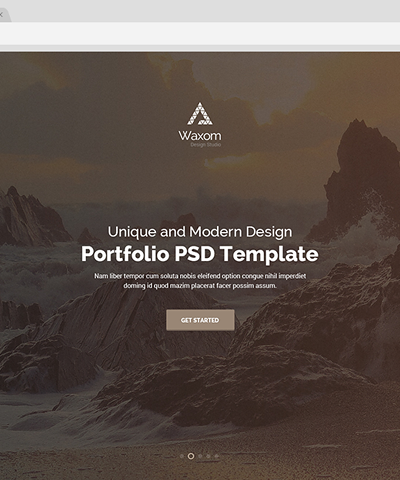 Waxom
Design Studio
Unique and Modern Design
Portfolio PSD Template
Nam liber tempor cum soluta nobis eleifend option congue nihil imperdiet
doming id quod mazim placerat facer possim assum.
GET STARTED